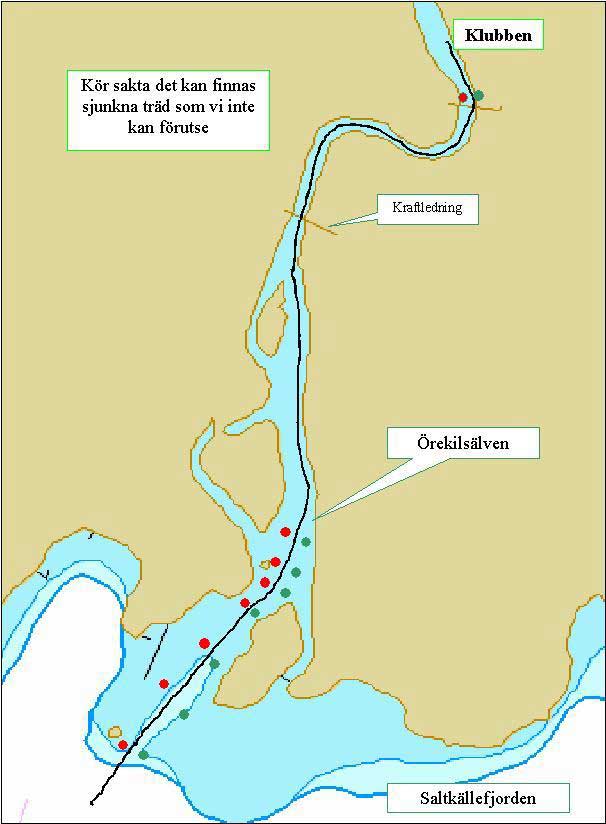 Klubben
Kör sakta det kan finnas
sjunkna träd som vi inte
kan förutse
Kraftledning
Örekilsälven
Saltkällefjorden